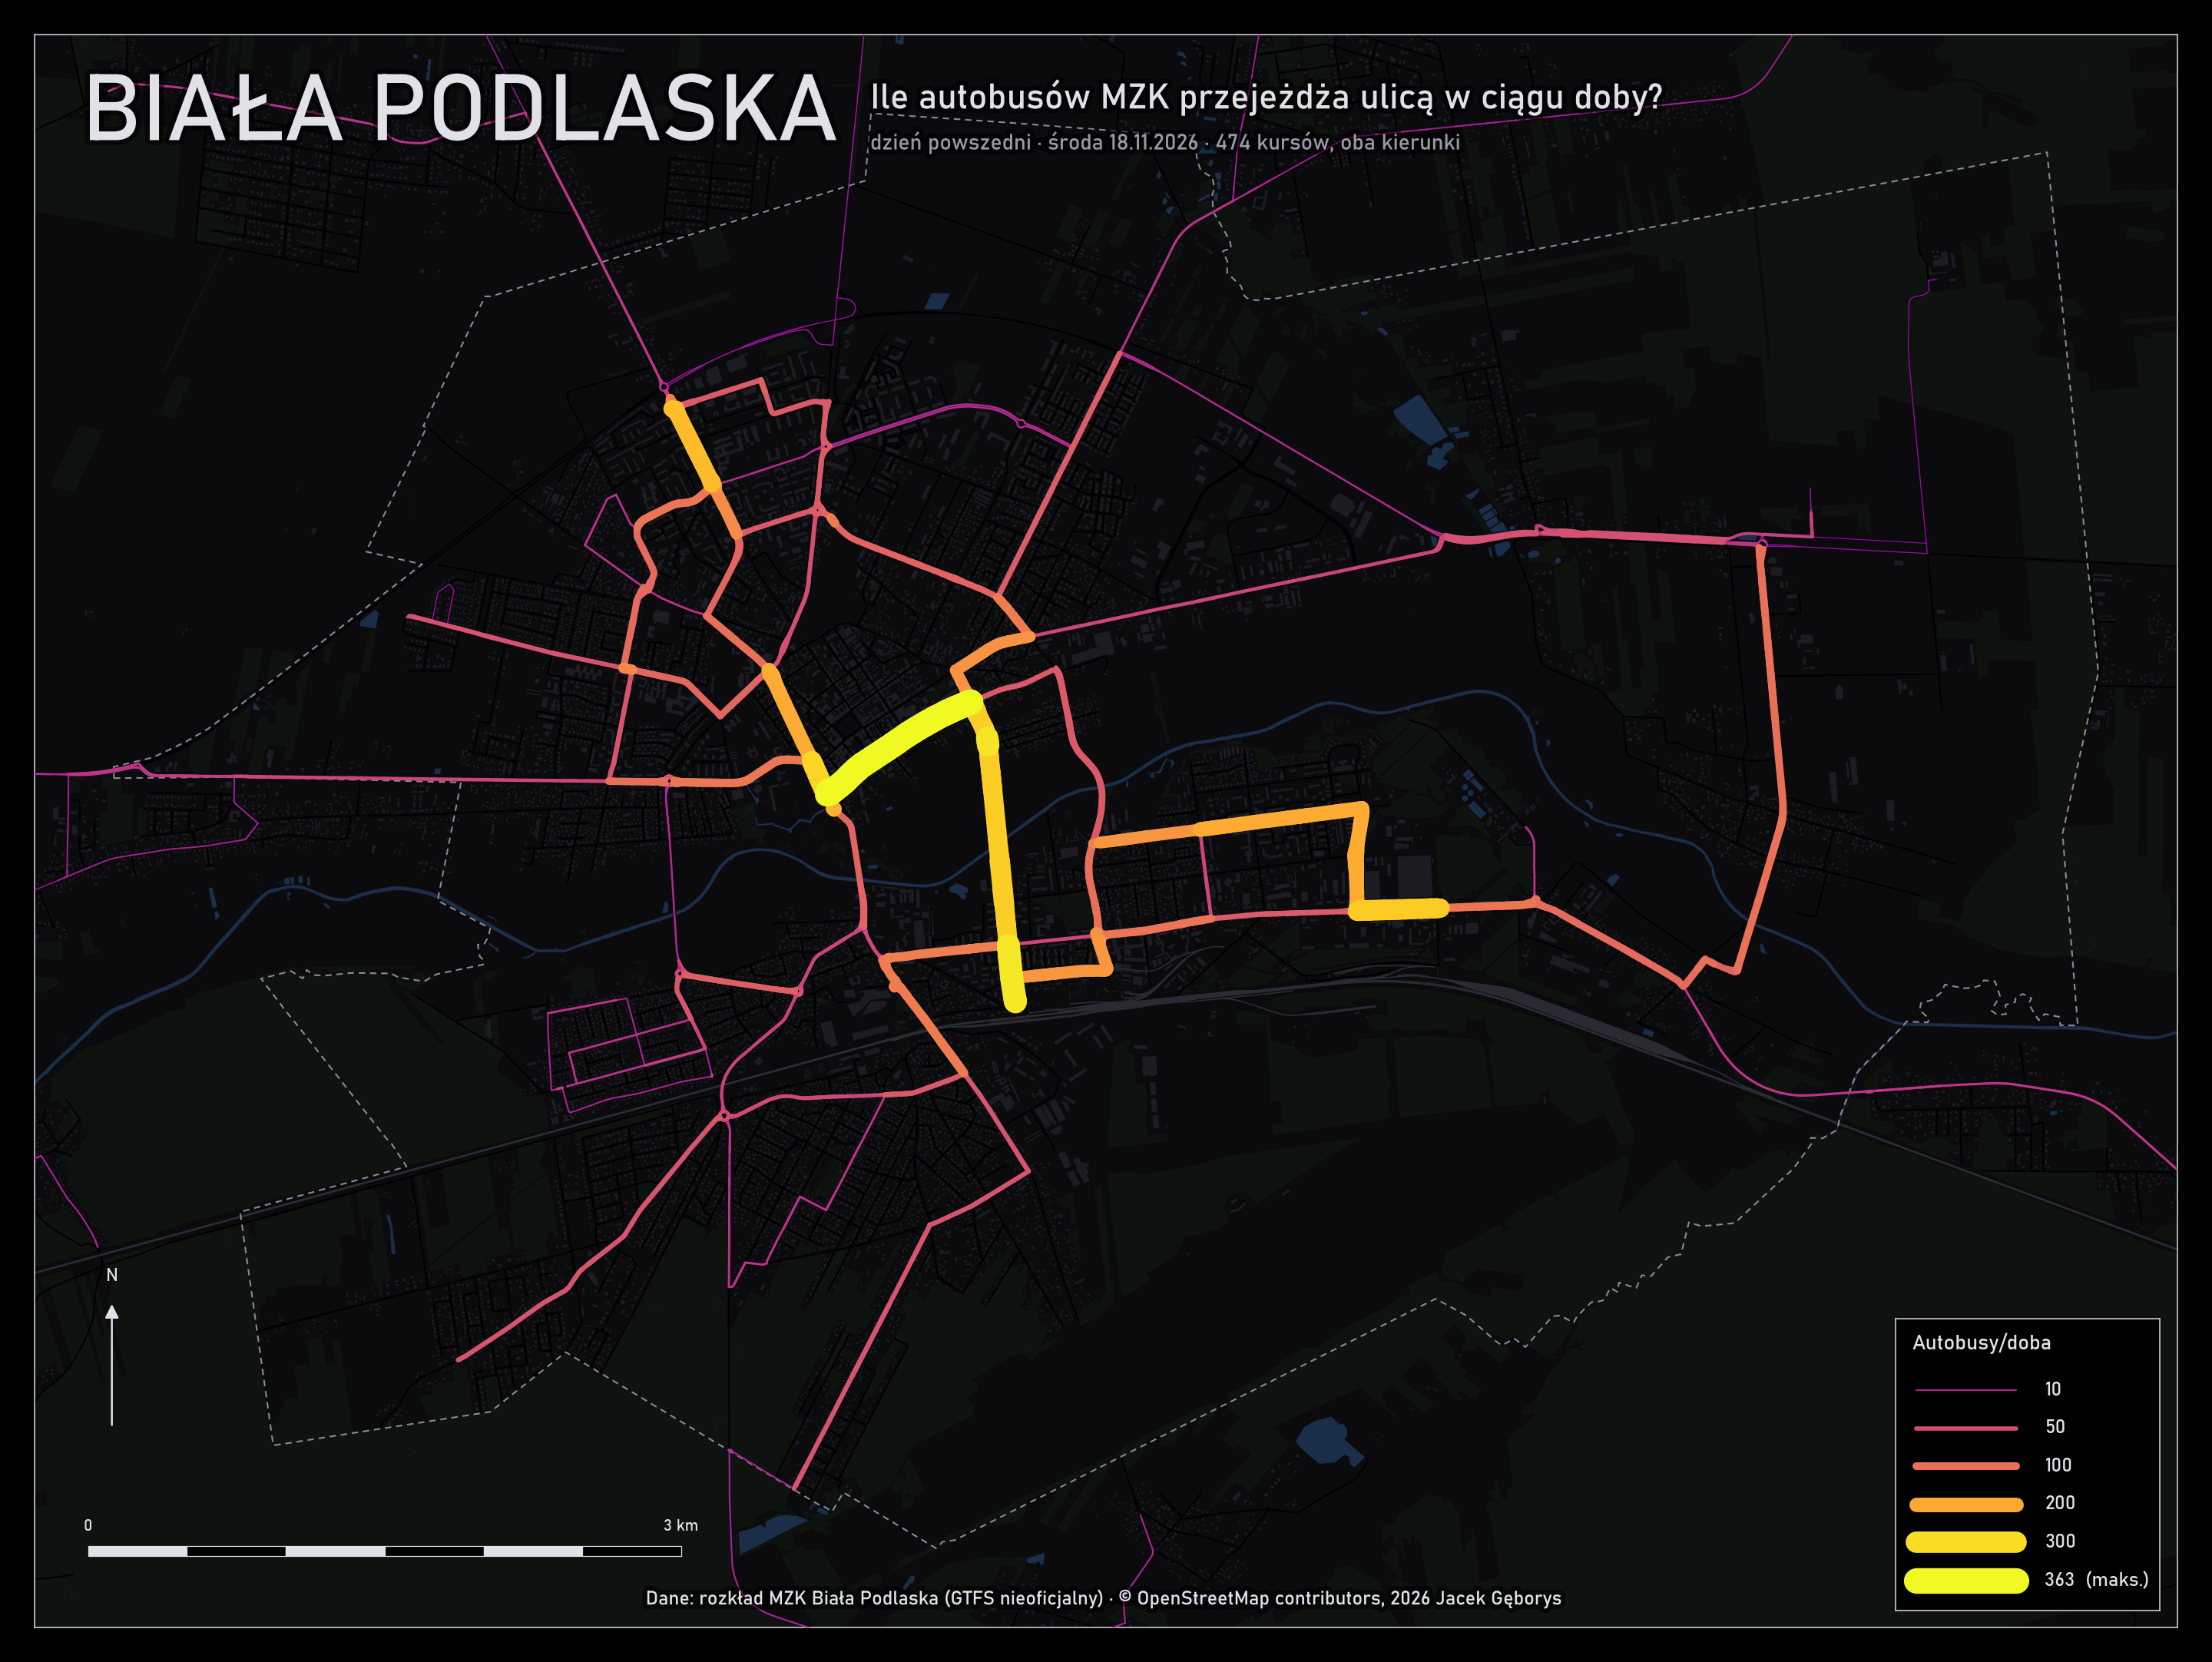 BIAŁA PODLASKA
Ile autobusów MZK przejeżdża ulicą w ciągu doby?
dzień powszedni · środa 18.11.2026 · 474 kursów, oba kierunki
N
0 3 km
Autobusy/doba
10
50
100
200
300
363 (maks.)
Dane: rozkład MZK Biała Podlaska (GTFS nieoficjalny) · © OpenStreetMap contributors, 2026 Jacek Gęborys